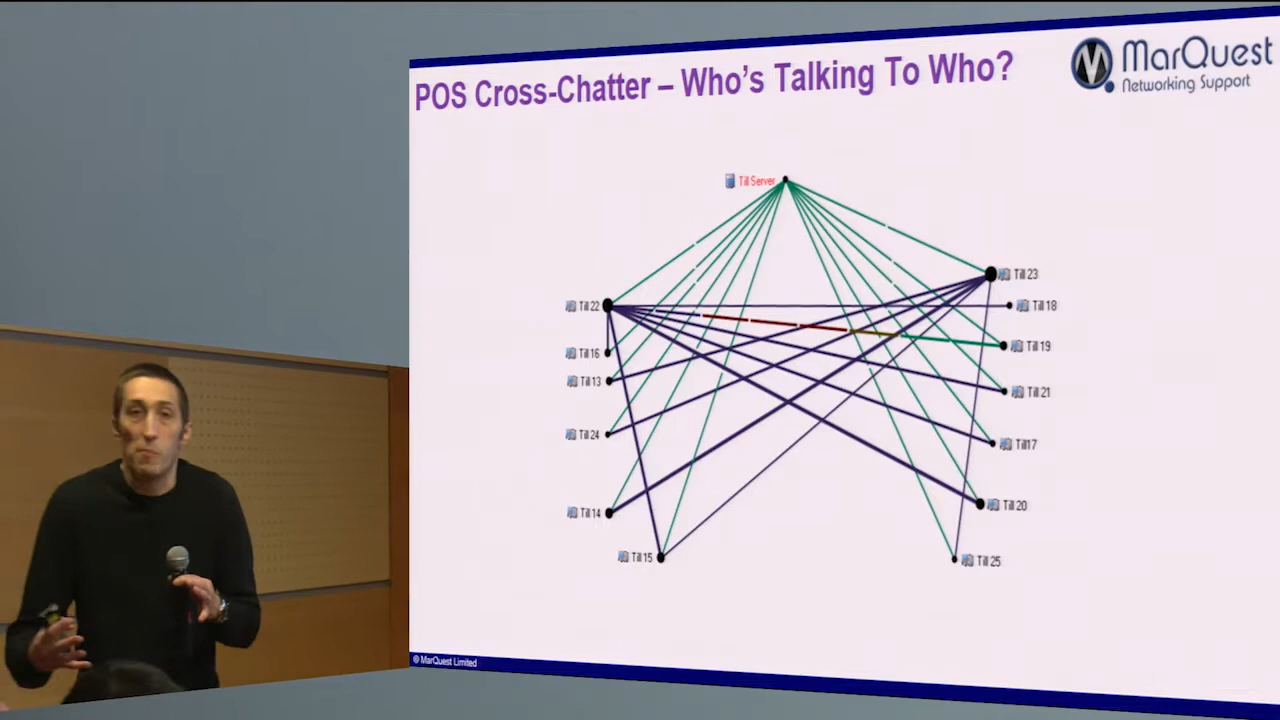 POS Cross-Chatter – Who's Talking To Who?
MarQuest
Networking Support
Till Server
Till 23
Till 22
Till 18
Till 19
Till 16
Till 13
Till 21
Till 24
Till17
Till 20
Till 14
Till 15
Till 25
© MarQuest Limited